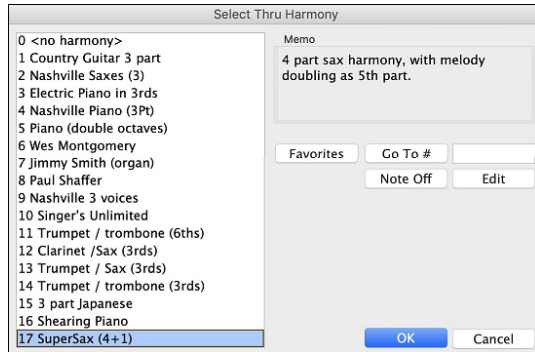 Select Thru Harmony
0 <no harmony>
1 Country Guitar 3 part
2 Nashville Saxes (3)
3 Electric Piano in 3rds
4 Nashville Piano (3Pt)
5 Piano (double octaves)
6 Wes Montgomery
7 Jimmy Smith (organ)
8 Paul Shaffer
9 Nashville 3 voices
10 Singer's Unlimited
11 Trumpet / trombone (6ths)
12 Clarinet /Sax (3rds)
13 Trumpet / Sax (3rds)
14 Trumpet / trombone (3rds)
15 3 part Japanese
16 Shearing Piano
17 SuperSax (4+1)
Memo
4 part sax harmony, with melody
doubling as 5th part.
Favorites Go To #
Note Off Edit
OK Cancel